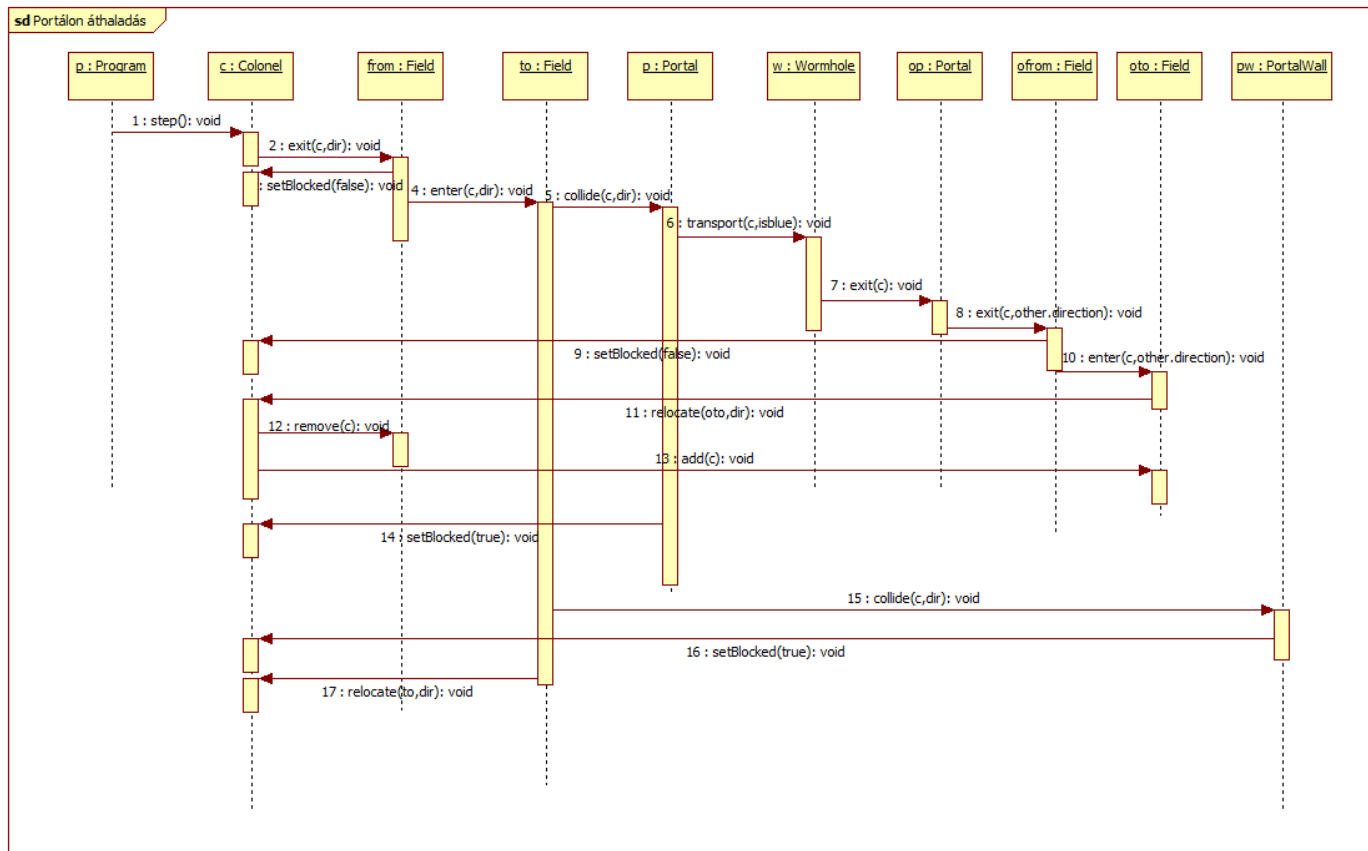 sd Portálon áthaladás
p : Program
c : Colonel
from : Field
to : Field
p : Portal
w : Wormhole
op : Portal
ofrom : Field
oto : Field
pw : PortalWall
1 : step(): void
2 : exit(c,dir): void
: setBlocked(false): void
4 : enter(c,dir): void
5 : collide(c,dir): void
6 : transport(c,isblue): void
7 : exit(c): void
8 : exit(c,other.direction): void
9 : setBlocked(false): void
10 : enter(c,other.direction): void
11 : relocate(oto,dir): void
12 : remove(c): void
13 : add(c): void
14 : setBlocked(true): void
15 : collide(c,dir): void
16 : setBlocked(true): void
17 : relocate(to,dir): void